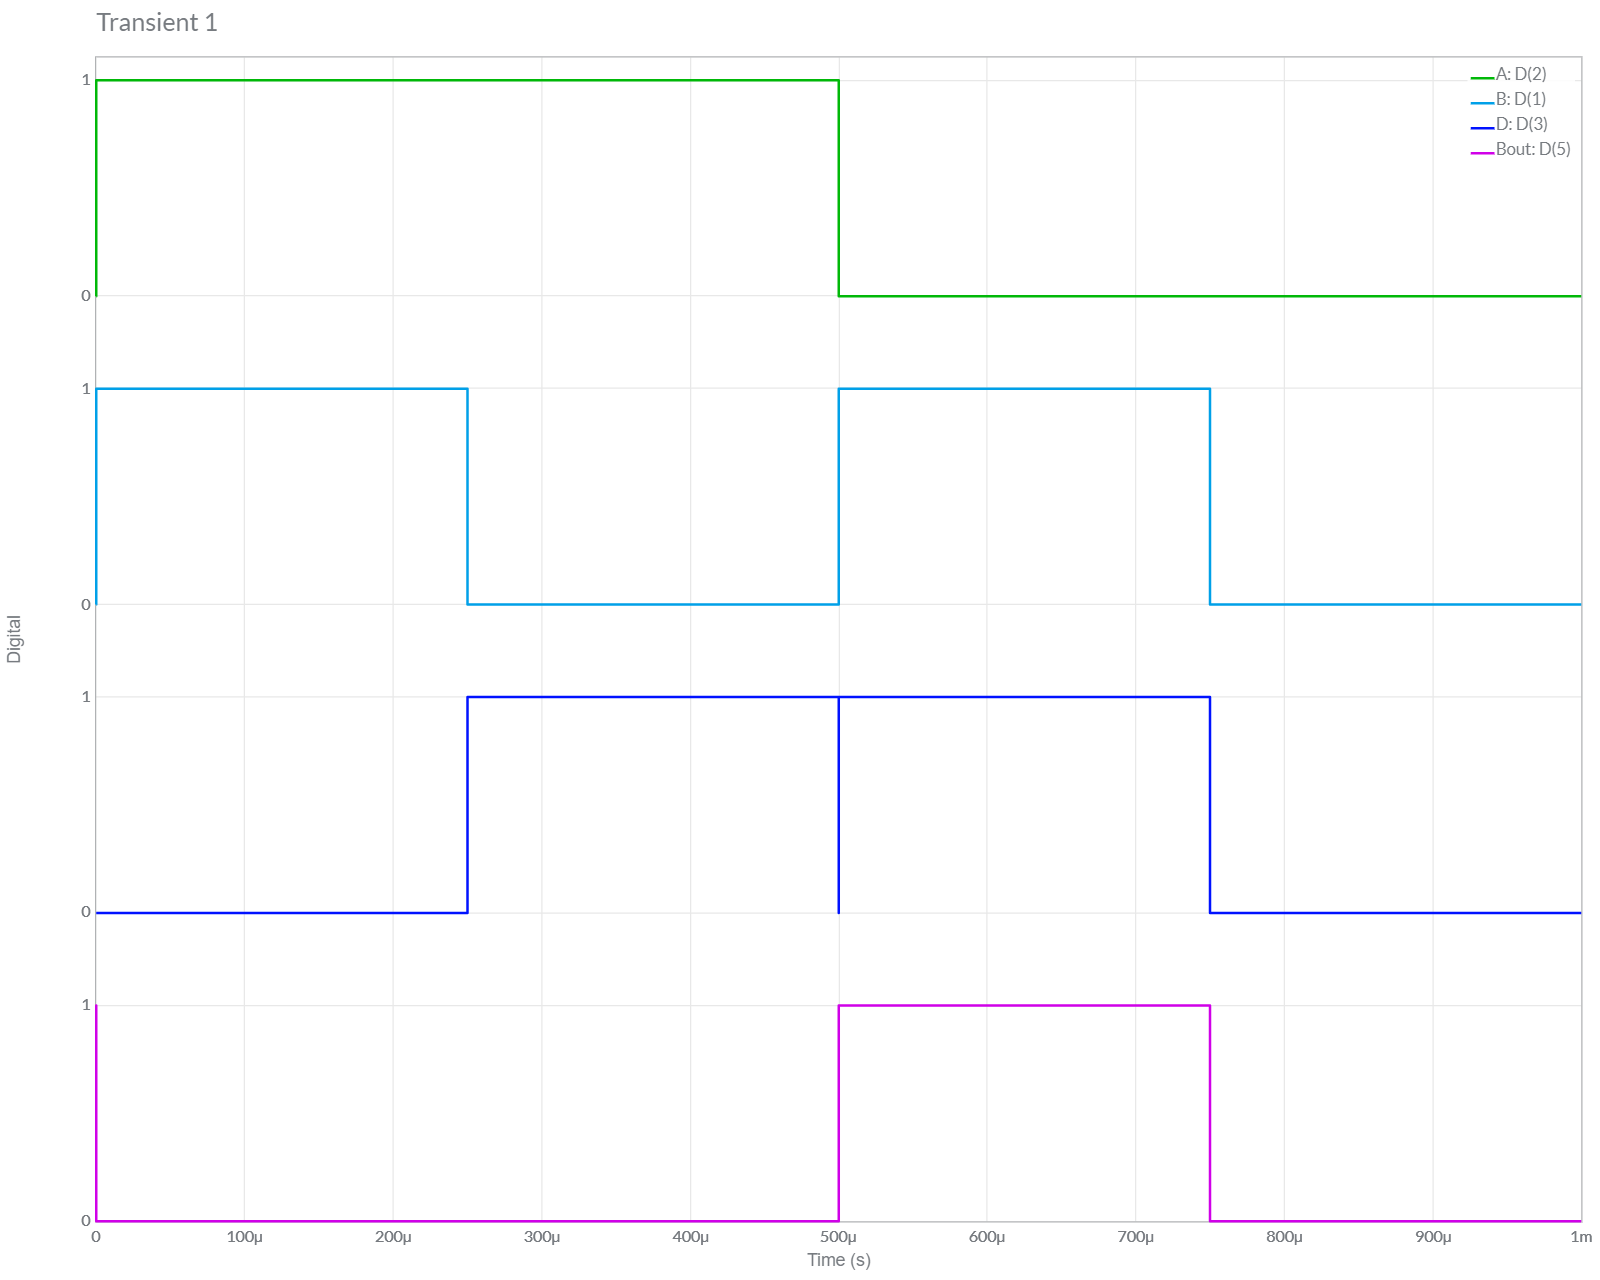 Transient 1
A: D(2)
B: D(1)
D: D(3)
Bout: D(5)
Digital
1
0
1
0
1
0
1
0
0 100µ 200µ 300µ 400µ 500µ 600µ 700µ 800µ 900µ 1m
Time (s)